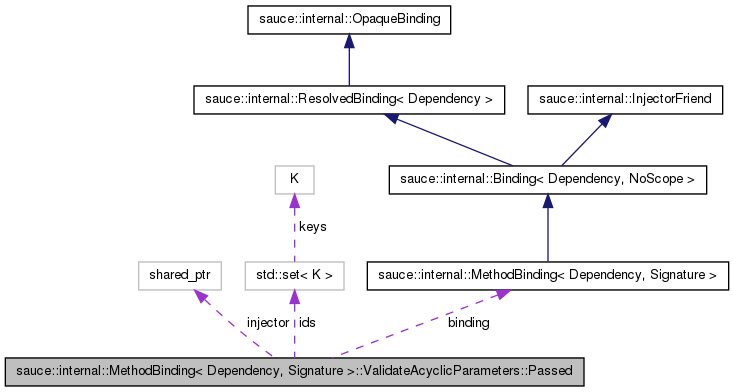 sauce::internal::OpaqueBinding
sauce::internal::ResolvedBinding< Dependency >
sauce::internal::InjectorFriend
K
sauce::internal::Binding< Dependency, NoScope >
keys
shared_ptr
std::set< K >
sauce::internal::MethodBinding< Dependency, Signature >
injector
ids
binding
sauce::internal::MethodBinding< Dependency, Signature >::ValidateAcyclicParameters::Passed